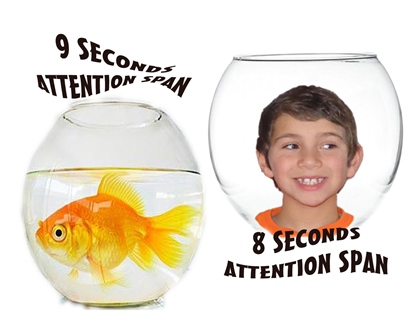 9 SECONDS
ATTENTION SPAN
8 SECONDS
ATTENTION SPAN